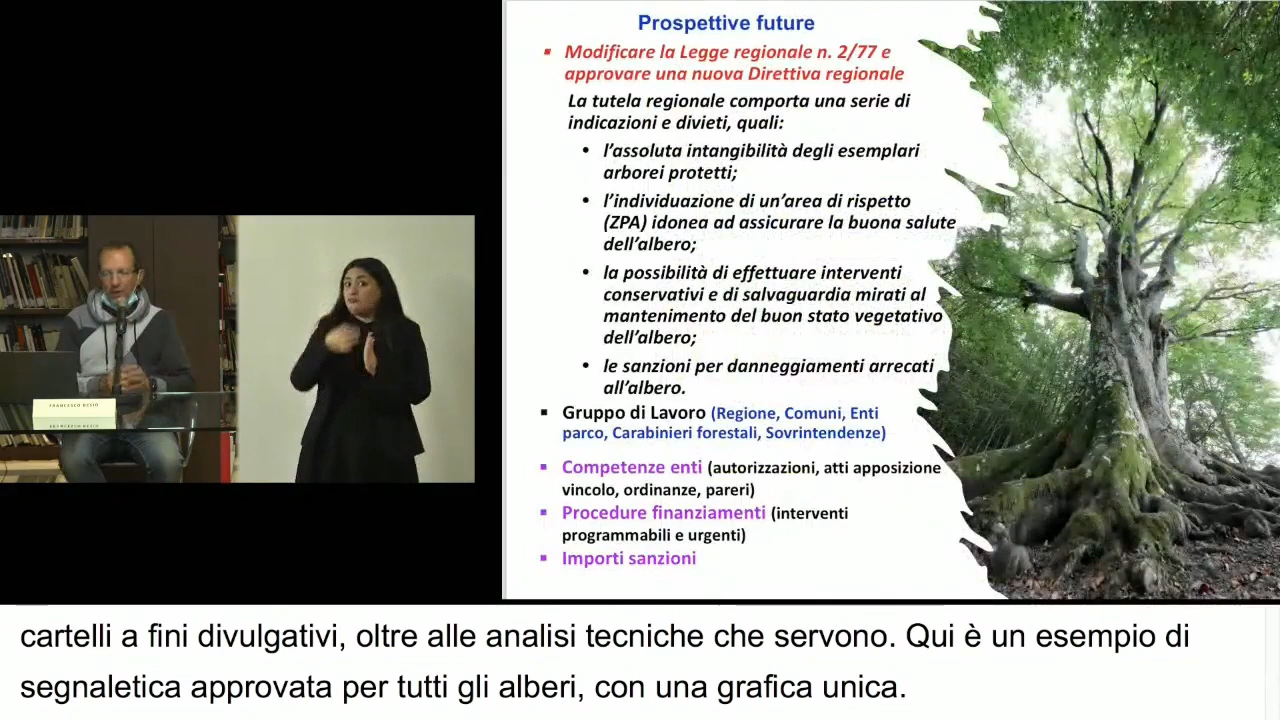 Prospettive future
▪ Modificare la Legge regionale n. 2/77 e
approvare una nuova Direttiva regionale
La tutela regionale comporta una serie di
indicazioni e divieti, quali:
• l'assoluta intangibilità degli esemplari
arborei protetti;
• l'individuazione di un'area di rispetto
(ZPA) idonea ad assicurare la buona salute
dell'albero;
• la possibilità di effettuare interventi
conservativi e di salvaguardia mirati al
mantenimento del buon stato vegetativo
dell'albero;
• le sanzioni per danneggiamenti arrecati
all'albero.
▪ Gruppo di Lavoro (Regione, Comuni, Enti
parco, Carabinieri forestali, Sovrintendenze)
▪ Competenze enti (autorizzazioni, atti apposizione
vincolo, ordinanze, pareri)
▪ Procedure finanziamenti (interventi
programmabili e urgenti)
▪ Importi sanzioni
FRANCESCO BESIO
cartelli a fini divulgativi, oltre alle analisi tecniche che servono. Qui è un esempio di
segnaletica approvata per tutti gli alberi, con una grafica unica.